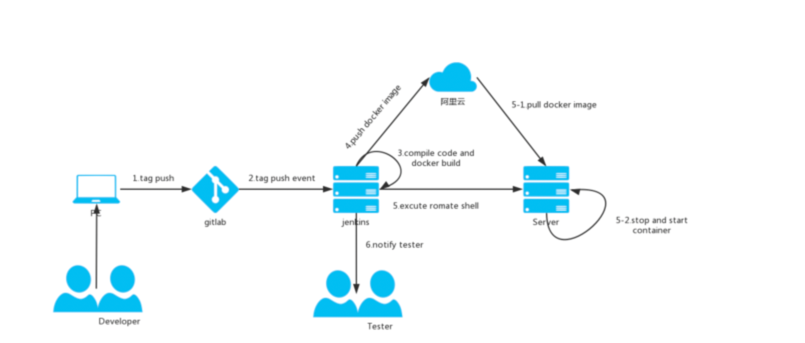 4.push docker image
阿里云
5-1.pull docker image
3.compile code and
docker build
1.tag push
2.tag push event
PC
gitlab
jenkins
5.excute romate shell
Server
5-2.stop and start
container
6.notify tester
Developer
Tester